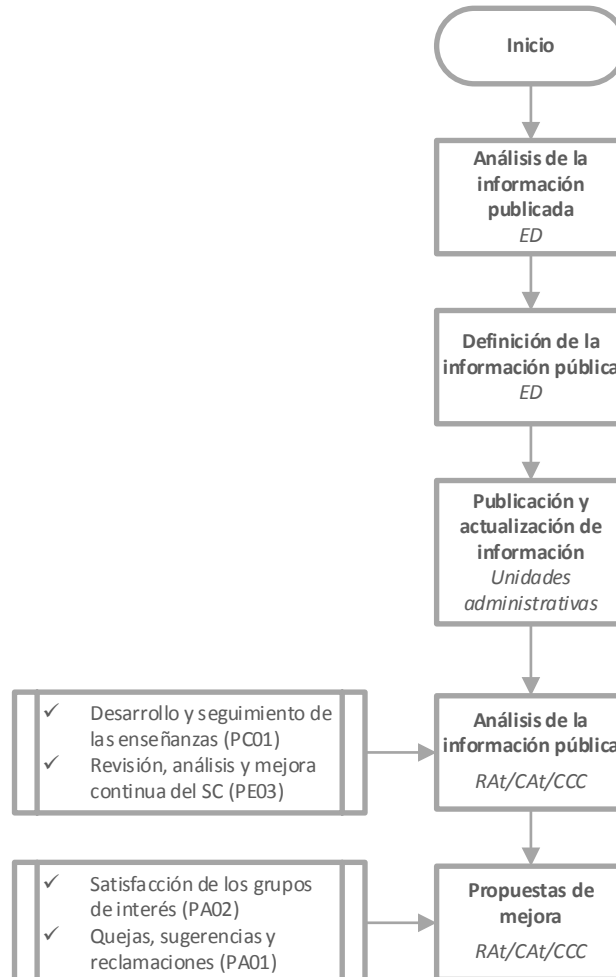 Inicio
Análisis de la
información
publicada
ED
Definición de la
información pública
ED
Publicación y
actualización de
información
Unidades
administrativas
✓ Desarrollo y seguimiento de
las enseñanzas (PC01)
✓ Revisión, análisis y mejora
continua del SC (PE03)
Análisis de la
información pública
RAt/CAt/CCC
✓ Satisfacción de los grupos
de interés (PA02)
✓ Quejas, sugerencias y
reclamaciones (PA01)
Propuestas de
mejora
RAt/CAt/CCC